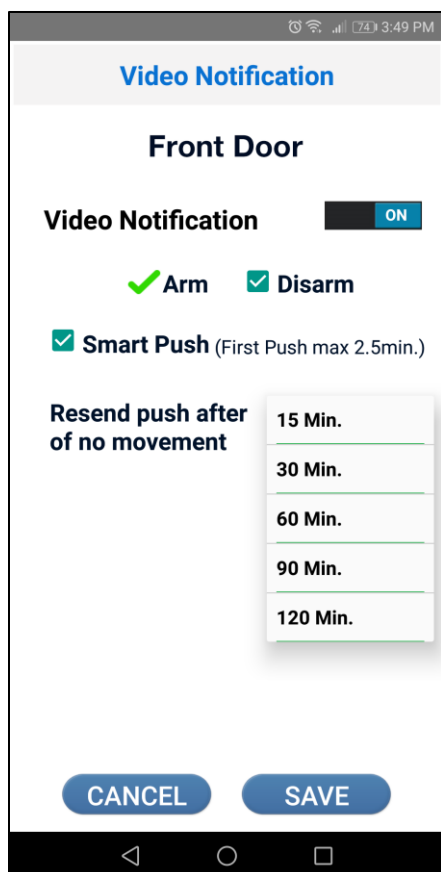 74 3:49 PM
Video Notification
Front Door
Video Notification ON
Arm Disarm
Smart Push (First Push max 2.5min.)
Resend push after
of no movement
15 Min.
30 Min.
60 Min.
90 Min.
120 Min.
CANCEL SAVE